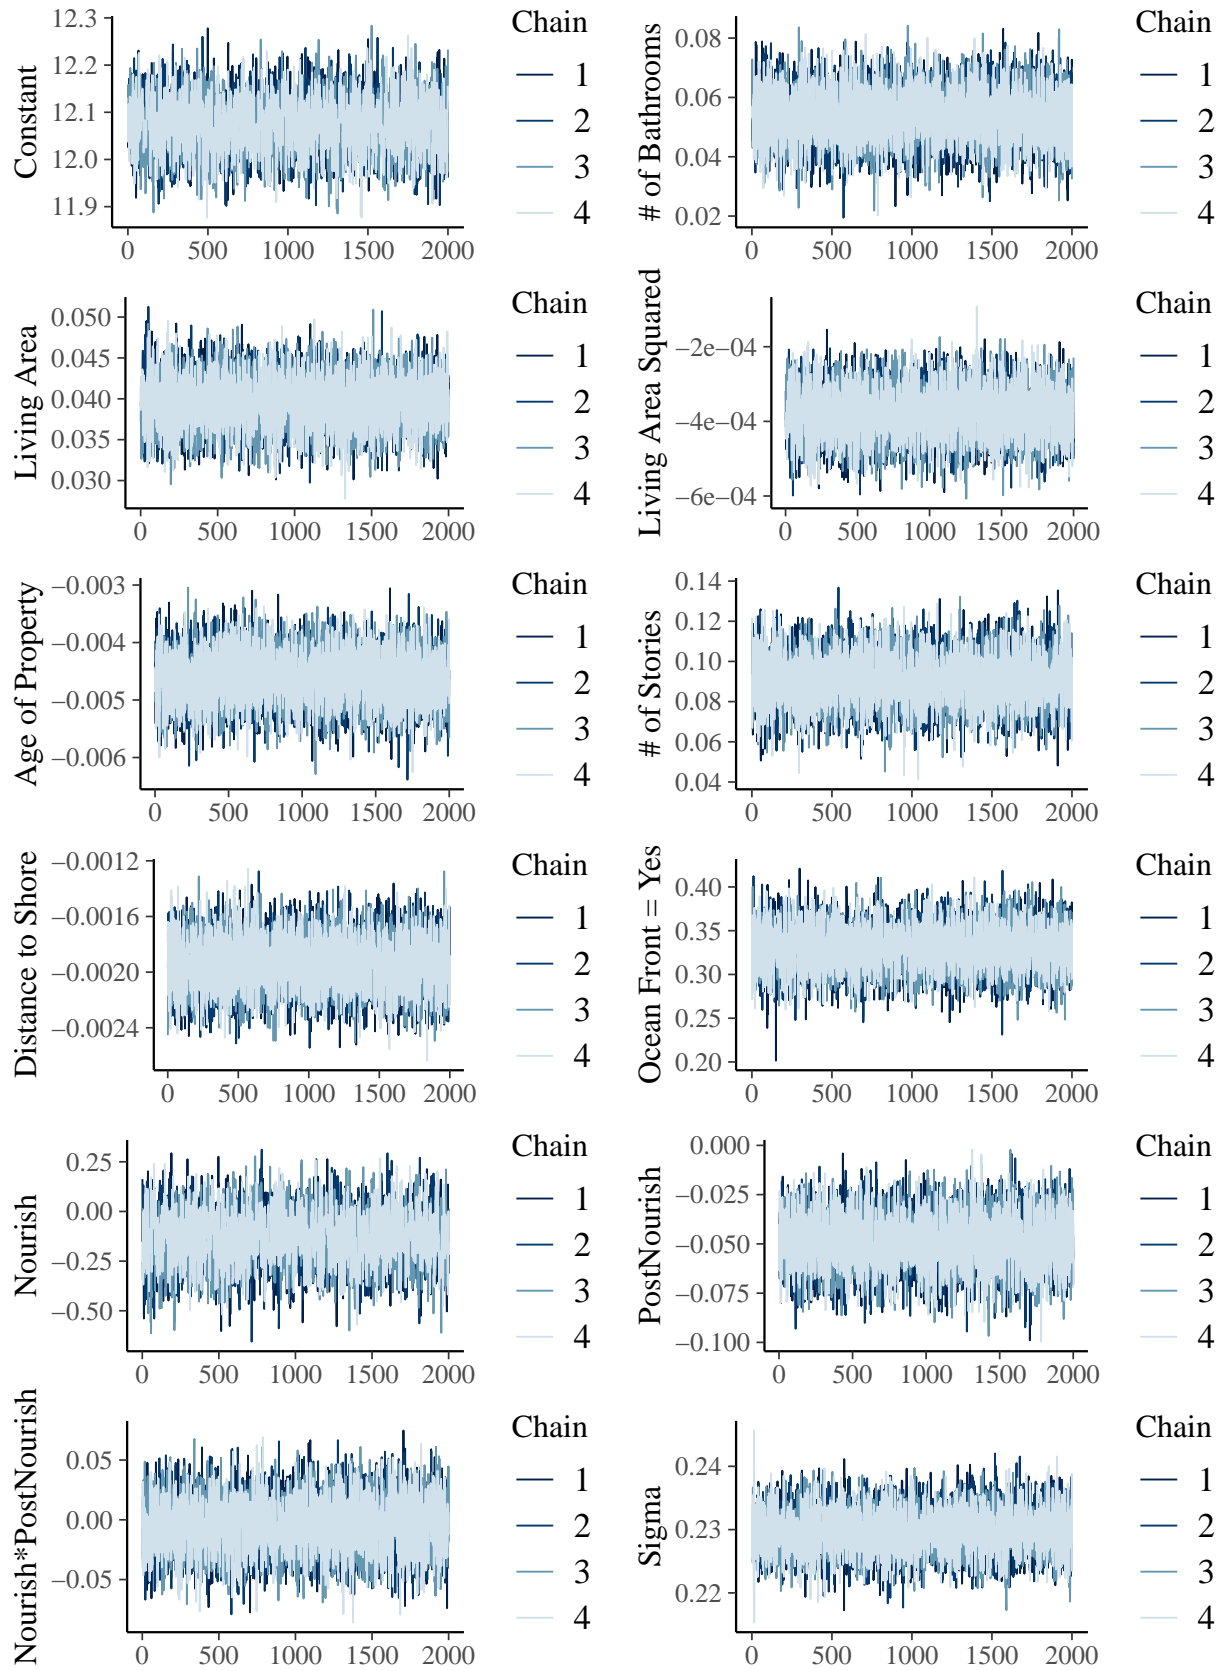 Constant
12.3
12.2
12.1
12.0
11.9
0 500 1000 1500 2000
Chain
1
2
3
4
# of Bathrooms
0.08
0.06
0.04
0.02
0 500 1000 1500 2000
Chain
1
2
3
4
Living Area
0.050
0.045
0.040
0.035
0.030
0 500 1000 1500 2000
Chain
1
2
3
4
Living Area Squared
−2e−04
−4e−04
−6e−04
0 500 1000 1500 2000
Chain
1
2
3
4
Age of Property
−0.003
−0.004
−0.005
−0.006
0 500 1000 1500 2000
Chain
1
2
3
4
# of Stories
0.14
0.12
0.10
0.08
0.06
0.04
0 500 1000 1500 2000
Chain
1
2
3
4
Distance to Shore
−0.0012
−0.0016
−0.0020
−0.0024
0 500 1000 1500 2000
Chain
1
2
3
4
Ocean Front = Yes
0.40
0.35
0.30
0.25
0.20
0 500 1000 1500 2000
Chain
1
2
3
4
Nourish
0.25
0.00
−0.25
−0.50
0 500 1000 1500 2000
Chain
1
2
3
4
PostNourish
0.000
−0.025
−0.050
−0.075
−0.100
0 500 1000 1500 2000
Chain
1
2
3
4
Nourish*PostNourish
0.05
0.00
−0.05
0 500 1000 1500 2000
Chain
1
2
3
4
Sigma
0.24
0.23
0.22
0 500 1000 1500 2000
Chain
1
2
3
4